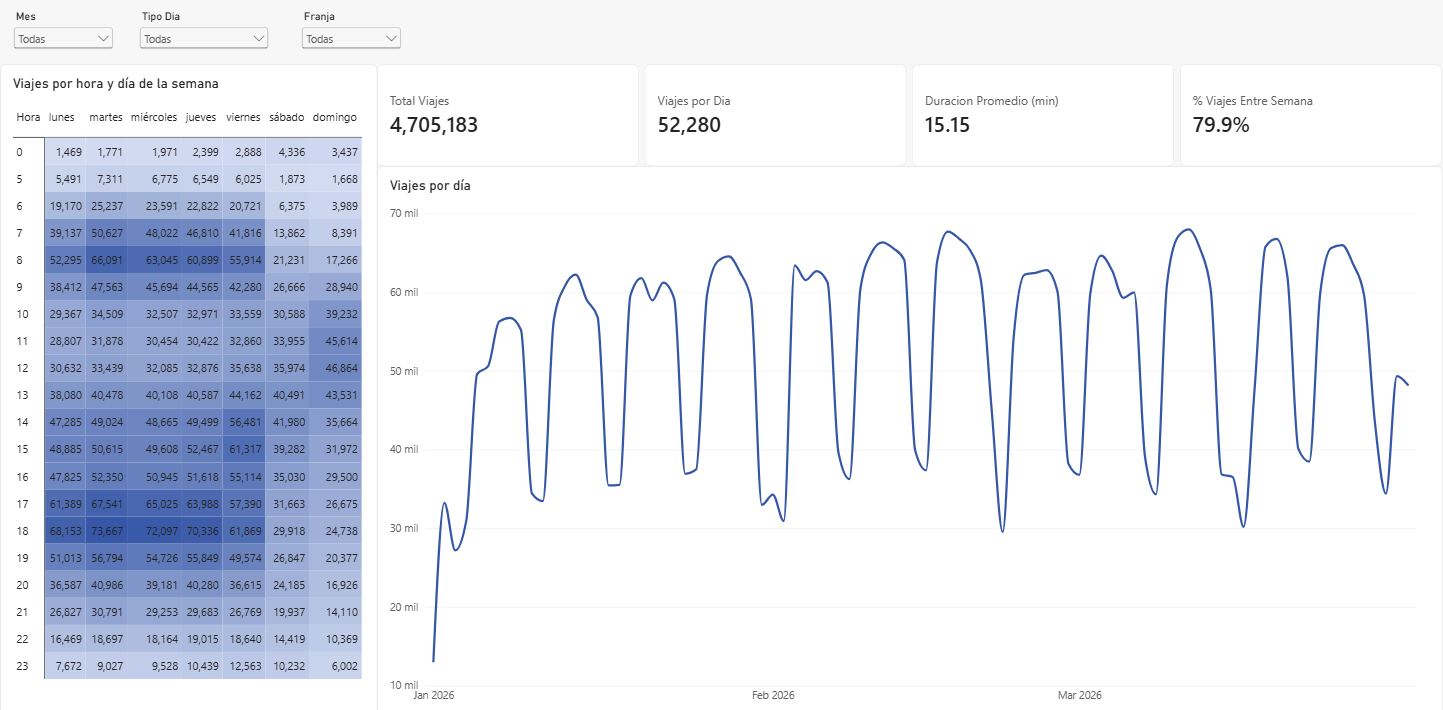 Mes Tipo Dia Franja
Todas Todas Todas
Viajes por hora y día de la semana
Hora lunes martes miércoles jueves viernes sábado domingo
0 1,469 1,771 1,971 2,399 2,888 4,336 3,437
5 5,491 7,311 6,775 6,549 6,025 1,873 1,668
6 19,170 25,237 23,591 22,822 20,721 6,375 3,989
7 39,137 50,627 48,022 46,810 41,816 13,862 8,391
8 52,295 66,091 63,045 60,899 55,914 21,231 17,266
9 38,412 47,563 45,694 44,565 42,280 26,666 28,940
10 29,367 34,509 32,507 32,971 33,559 30,588 39,232
11 28,807 31,878 30,454 30,422 32,860 33,955 45,614
12 30,632 33,439 32,085 32,876 35,638 35,974 46,864
13 38,080 40,478 40,108 40,587 44,162 40,491 43,531
14 47,285 49,024 48,665 49,499 56,481 41,980 35,664
15 48,885 50,615 49,608 52,467 61,317 39,282 31,972
16 47,825 52,350 50,945 51,618 55,114 35,030 29,500
17 61,389 67,541 65,025 63,988 57,390 31,663 26,675
18 68,153 73,667 72,097 70,336 61,869 29,918 24,738
19 51,013 56,794 54,726 55,849 49,574 26,847 20,377
20 36,587 40,986 39,181 40,280 36,615 24,185 16,926
21 26,827 30,791 29,253 29,683 26,769 19,937 14,110
22 16,469 18,697 18,164 19,015 18,640 14,419 10,369
23 7,672 9,027 9,528 10,439 12,563 10,232 6,002
Total Viajes
4,705,183
Viajes por Dia
52,280
Duracion Promedio (min)
15.15
% Viajes Entre Semana
79.9%
Viajes por día
70 mil
60 mil
50 mil
40 mil
30 mil
20 mil
10 mil
Jan 2026 Feb 2026 Mar 2026